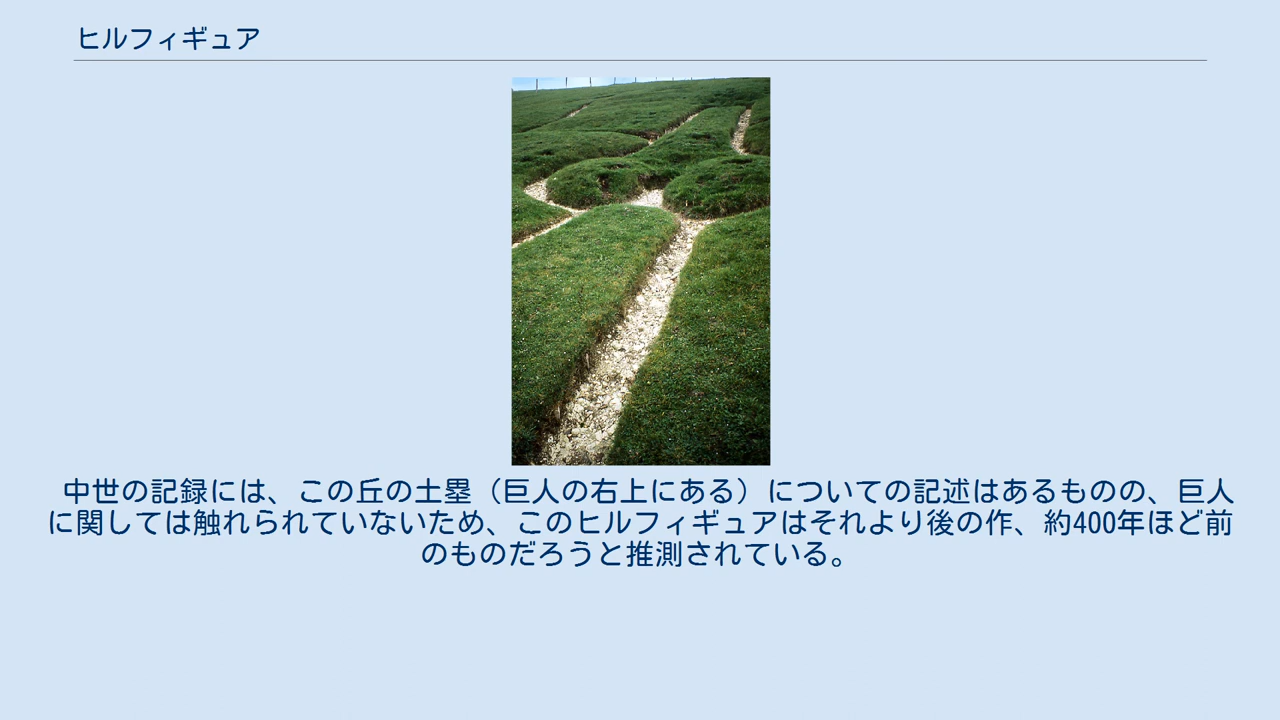 ヒルフィギュア
中世の記録には、この丘の土塁（巨人の右上にある）についての記述はあるものの、巨人
に関しては触れられていないため、このヒルフィギュアはそれより後の作、約400年ほど前
のものだろうと推測されている。